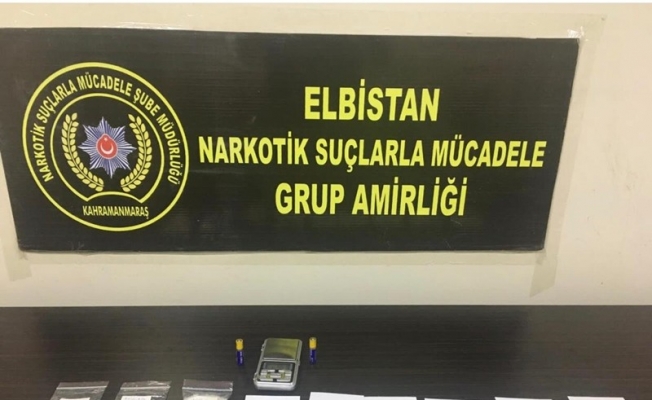 NARKOTİK SUÇLARLA MÜCADELE ŞUBE MÜDÜRLÜĞÜ
KAHRAMANMARAŞ
ELBİSTAN
NARKOTİK SUÇLARLA MÜCADELE
GRUP AMİRLİĞİ